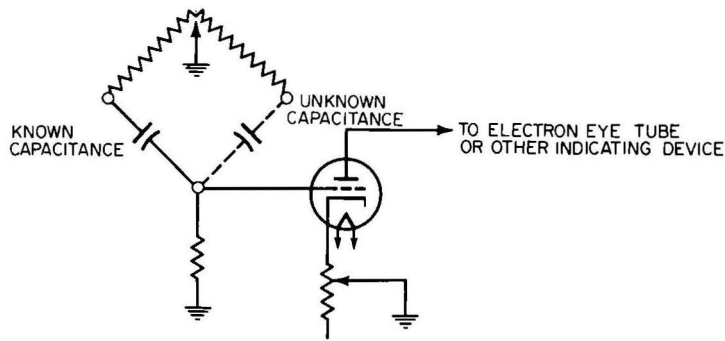 UNKNOWN
CAPACITANCE
KNOWN
CAPACITANCE
TO ELECTRON EYE TUBE
OR OTHER INDICATING DEVICE